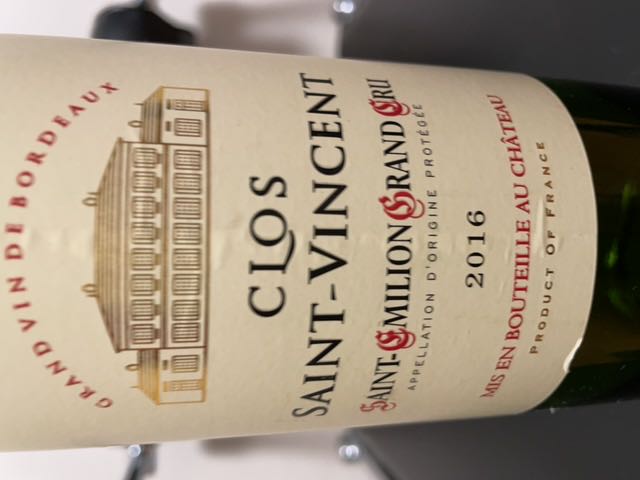 GRAND VIN DE BORDEAUX
CLOS
SAINT-VINCENT
SAINT-EMILION GRAND CRU
APPELLATION D'ORIGINE PROTÉGÉE
2016
MIS EN BOUTEILLE AU CHÂTEAU
PRODUCT OF FRANCE